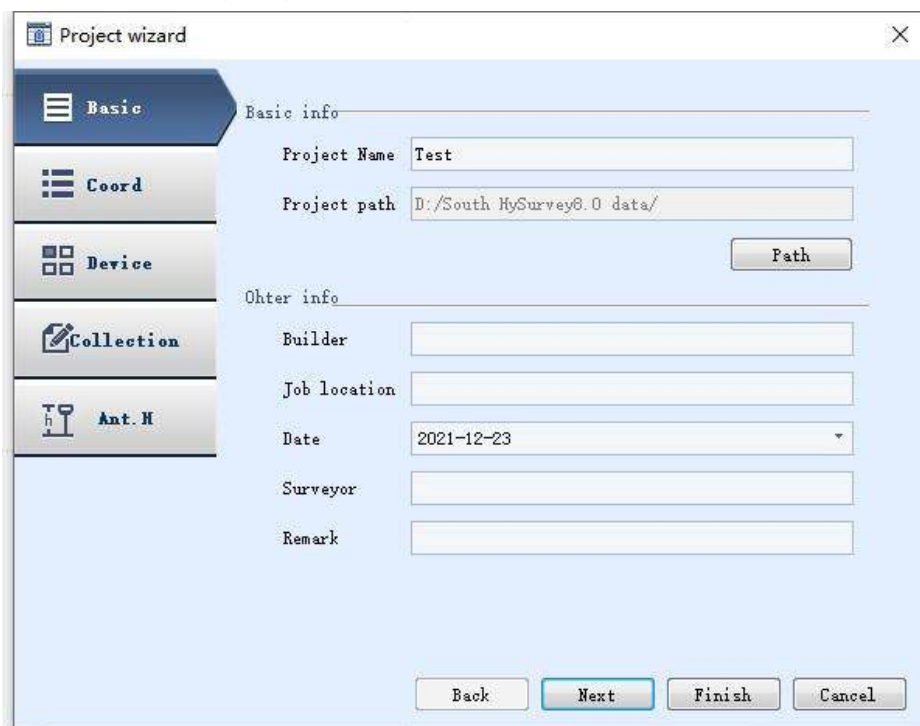 Project wizard
Basic
Coord
Device
Collection
Ant.H
Basic info
Project Name Test
Project path D:/South HySurvey8.0 data/
Path
Ohter info
Builder
Job location
Date 2021-12-23
Surveyor
Remark
Back Next Finish Cancel